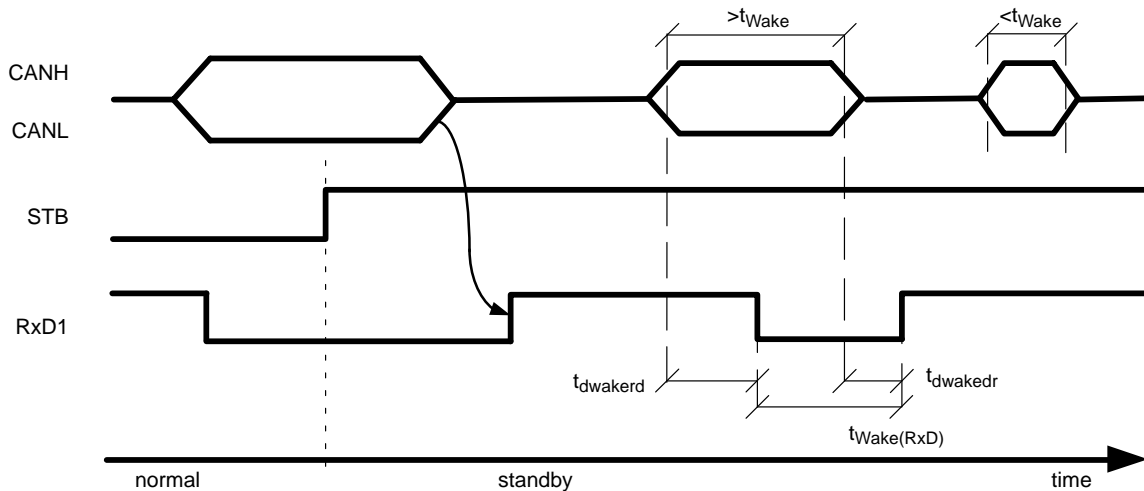 >tWake
<tWake
CANH
CANL
STB
RxD1
tdwakerd
tdwakedr
tWake(RxD)
normal
standby
time